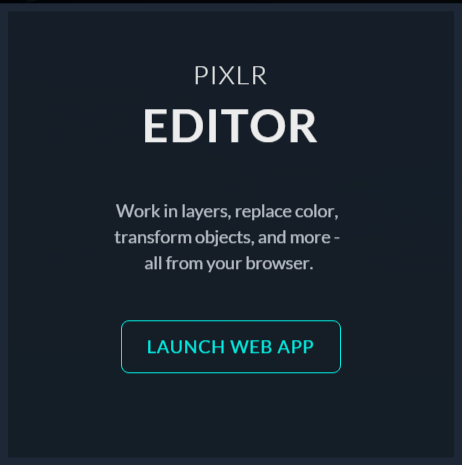 PIXLR
EDITOR
Work in layers, replace color,
transform objects, and more -
all from your browser.
LAUNCH WEB APP